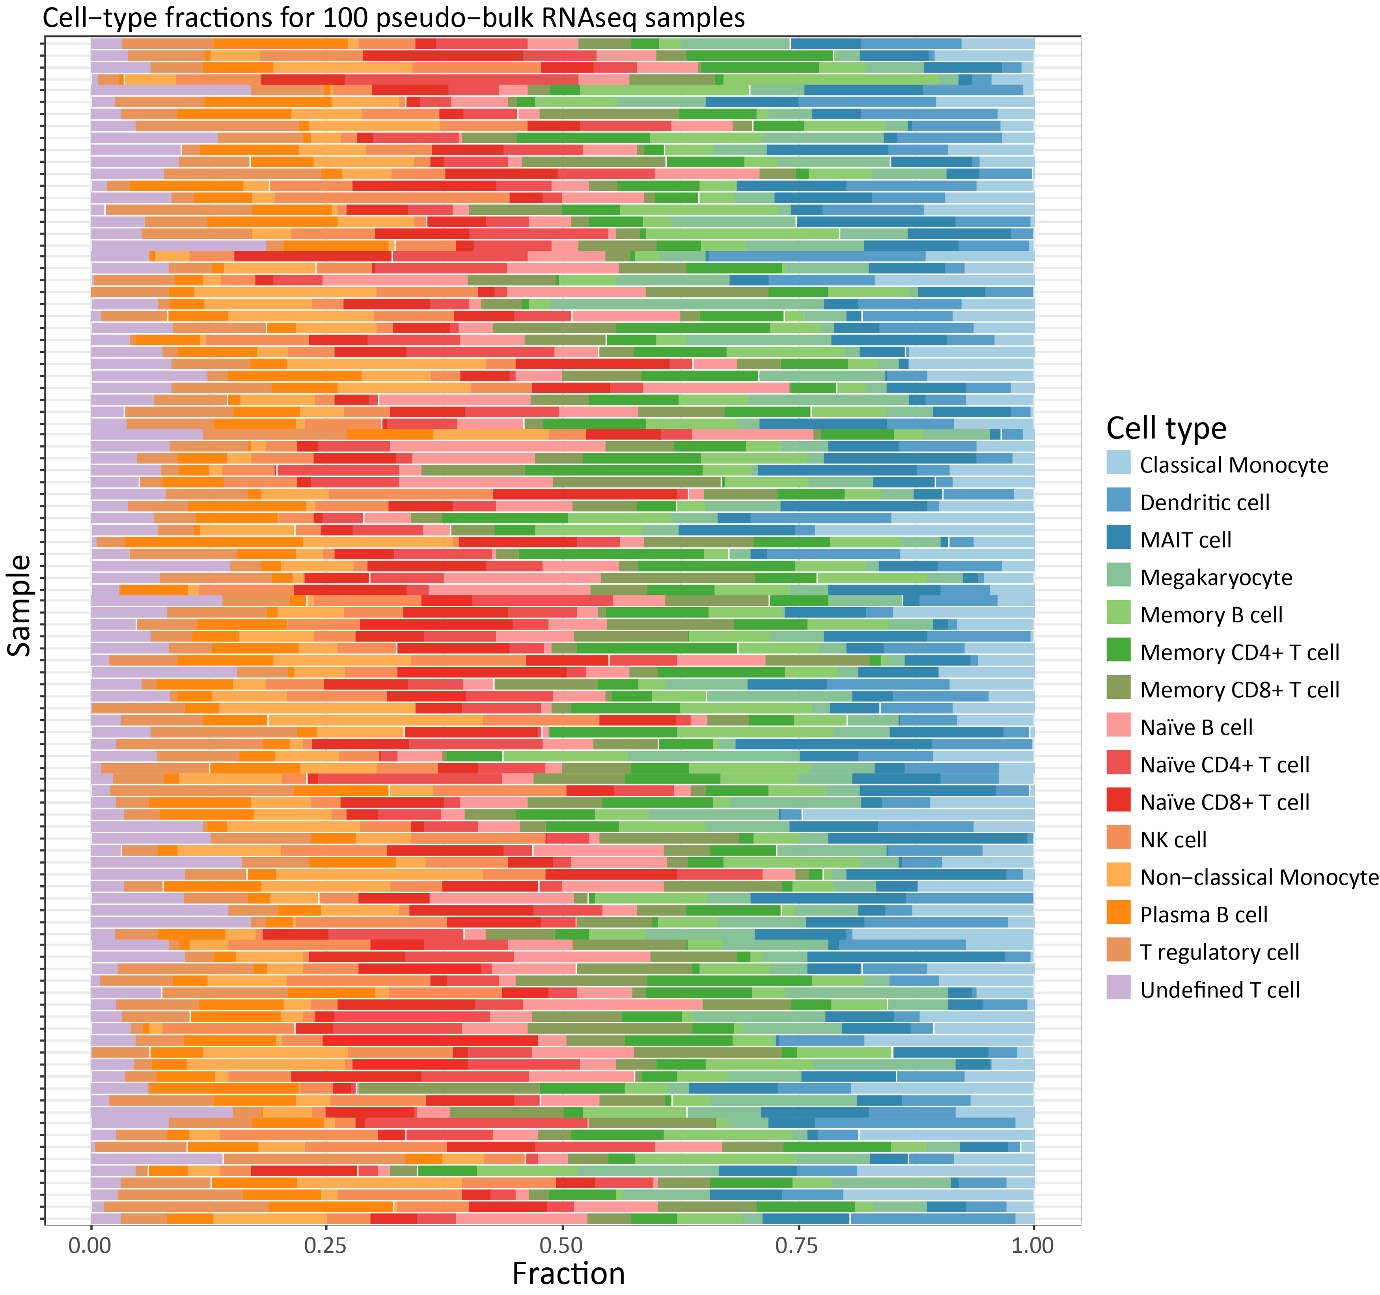 Cell−type fractions for 100 pseudo−bulk RNAseq samples
Sample
0.00 0.25 0.50 0.75 1.00
Fraction
Cell type
Classical Monocyte
Dendritic cell
MAIT cell
Megakaryocyte
Memory B cell
Memory CD4+ T cell
Memory CD8+ T cell
Naïve B cell
Naïve CD4+ T cell
Naïve CD8+ T cell
NK cell
Non−classical Monocyte
Plasma B cell
T regulatory cell
Undefined T cell